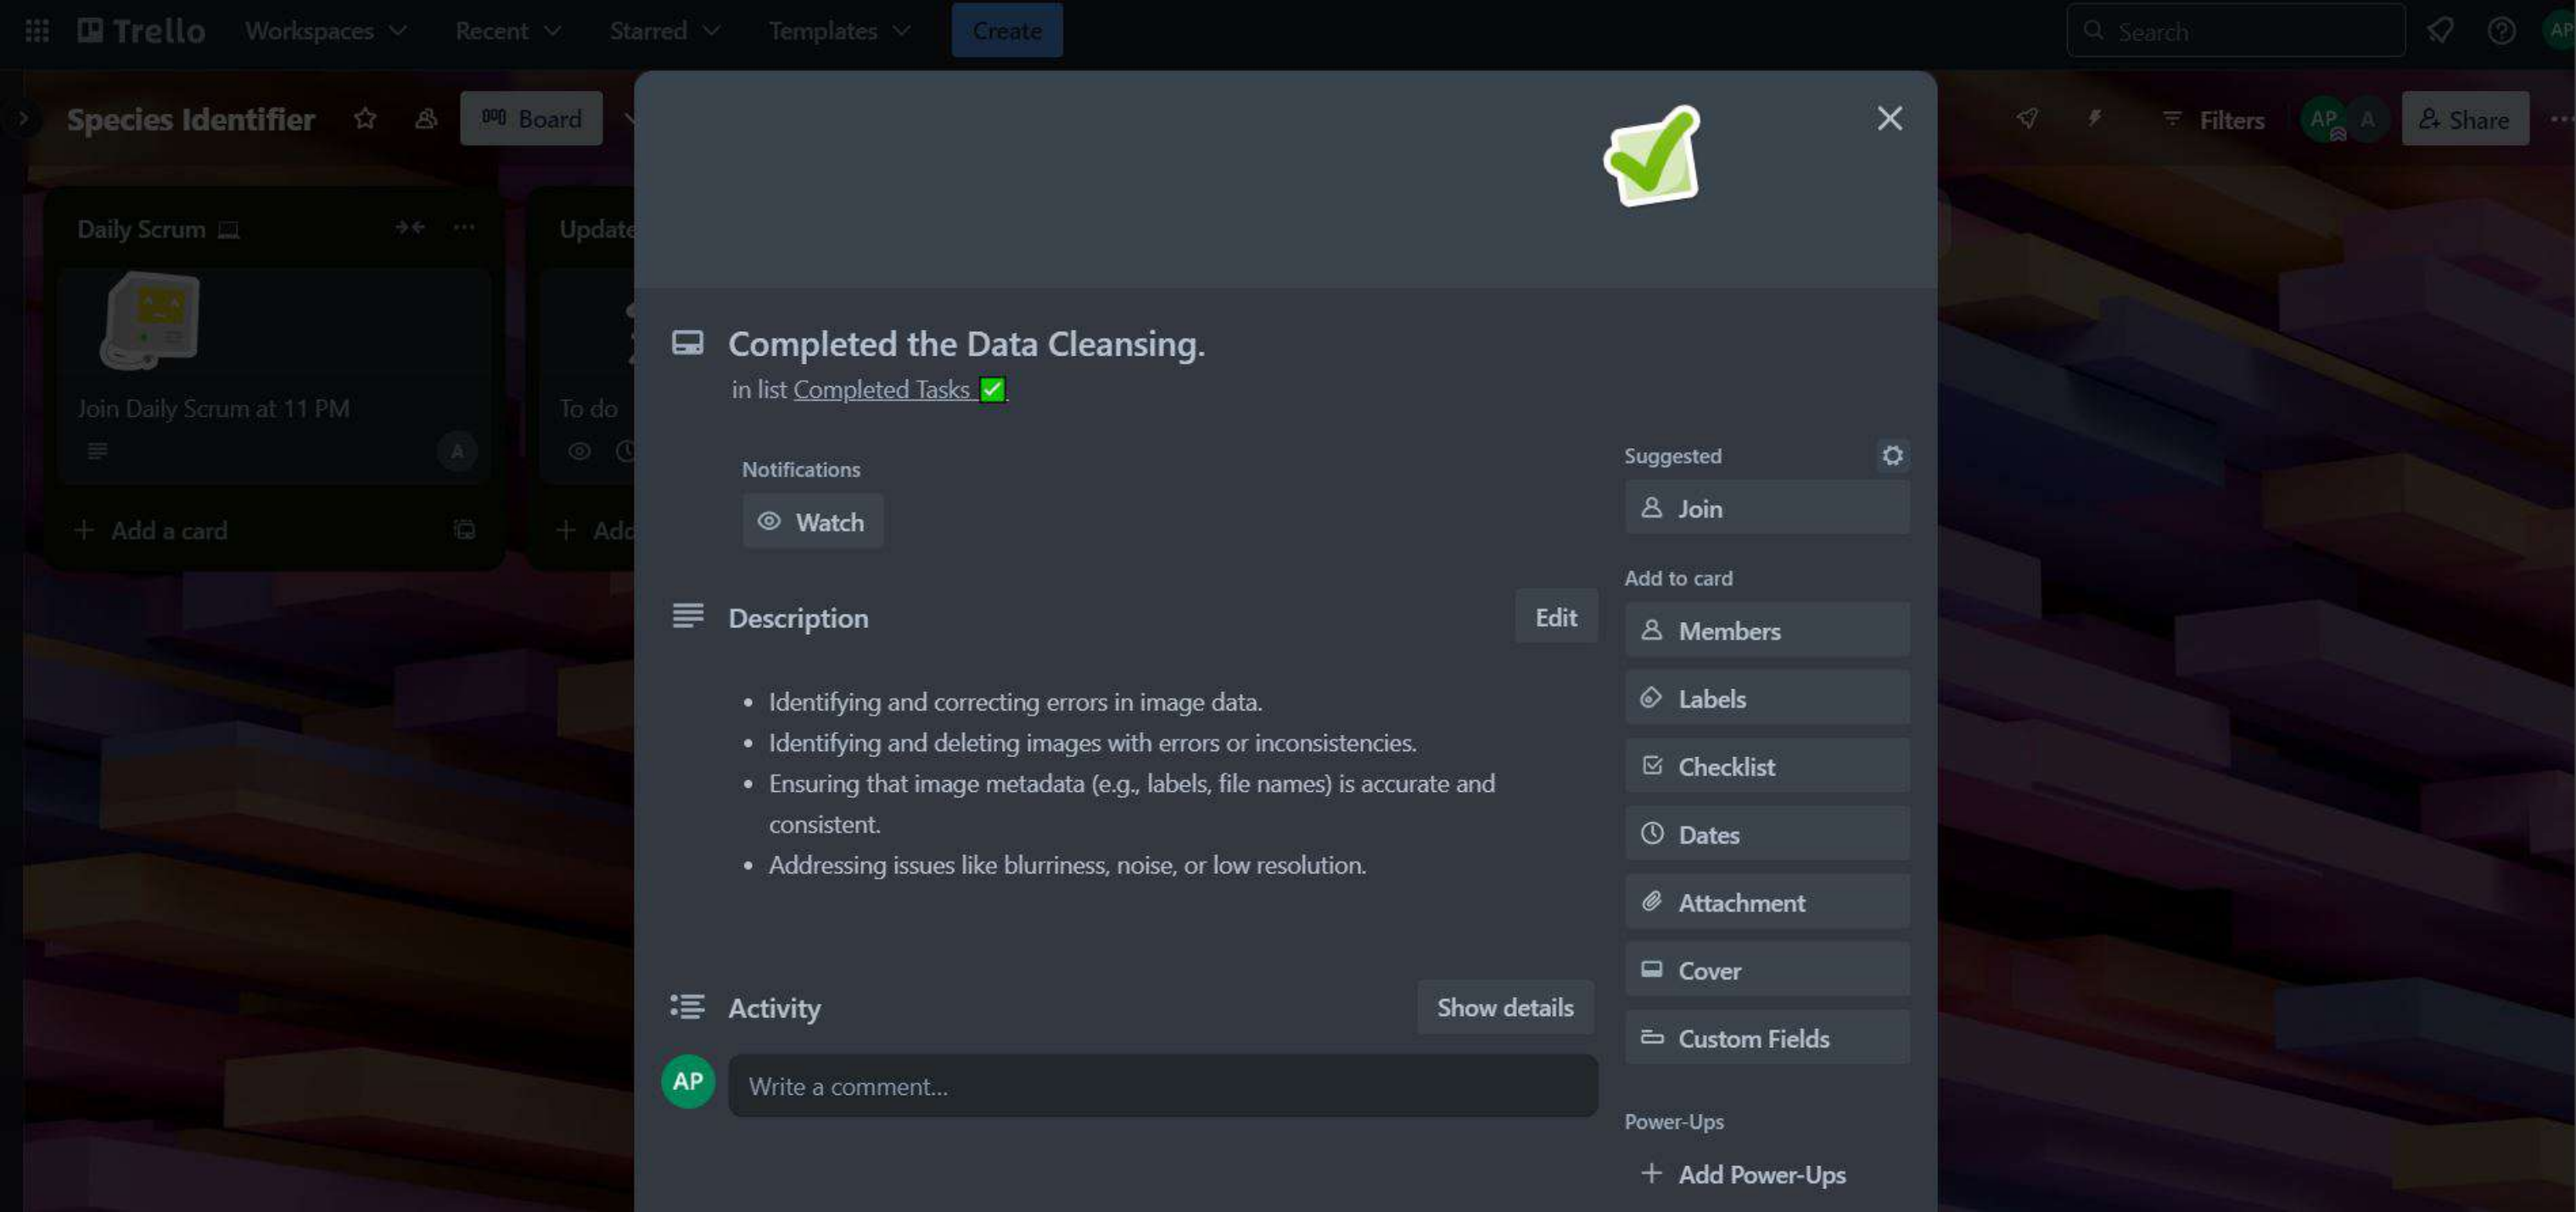 Trello Workspaces Recent Starred Templates Create Search AP
Species Identifier Board Filters AP A Share
Daily Scrum
Join Daily Scrum at 11 PM
A
+ Add a card
Update
To do
+ Add
Completed the Data Cleansing.
in list Completed Tasks ✅
Notifications
Watch
Description
Edit
• Identifying and correcting errors in image data.
• Identifying and deleting images with errors or inconsistencies.
• Ensuring that image metadata (e.g., labels, file names) is accurate and
consistent.
• Addressing issues like blurriness, noise, or low resolution.
Activity
Show details
AP
Write a comment...
Suggested
Join
Add to card
Members
Labels
Checklist
Dates
Attachment
Cover
Custom Fields
Power-Ups
+ Add Power-Ups